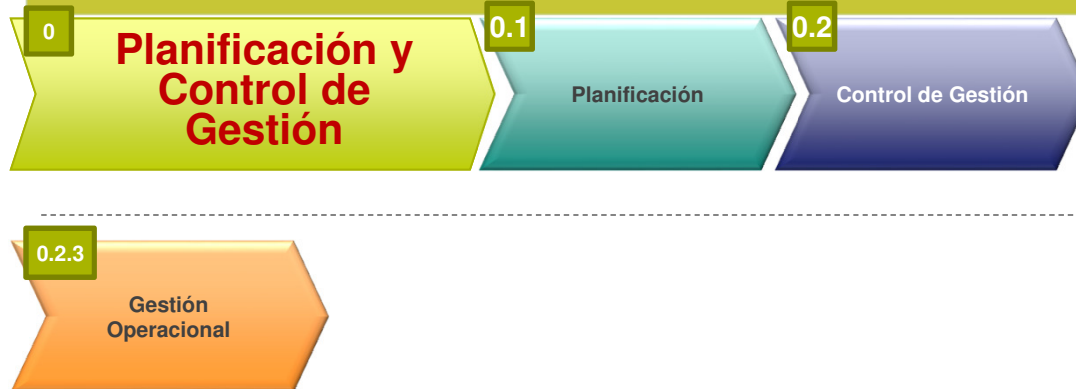 0
Planificación y
Control de
Gestión
0.1
Planificación
0.2
Control de Gestión
0.2.3
Gestión
Operacional